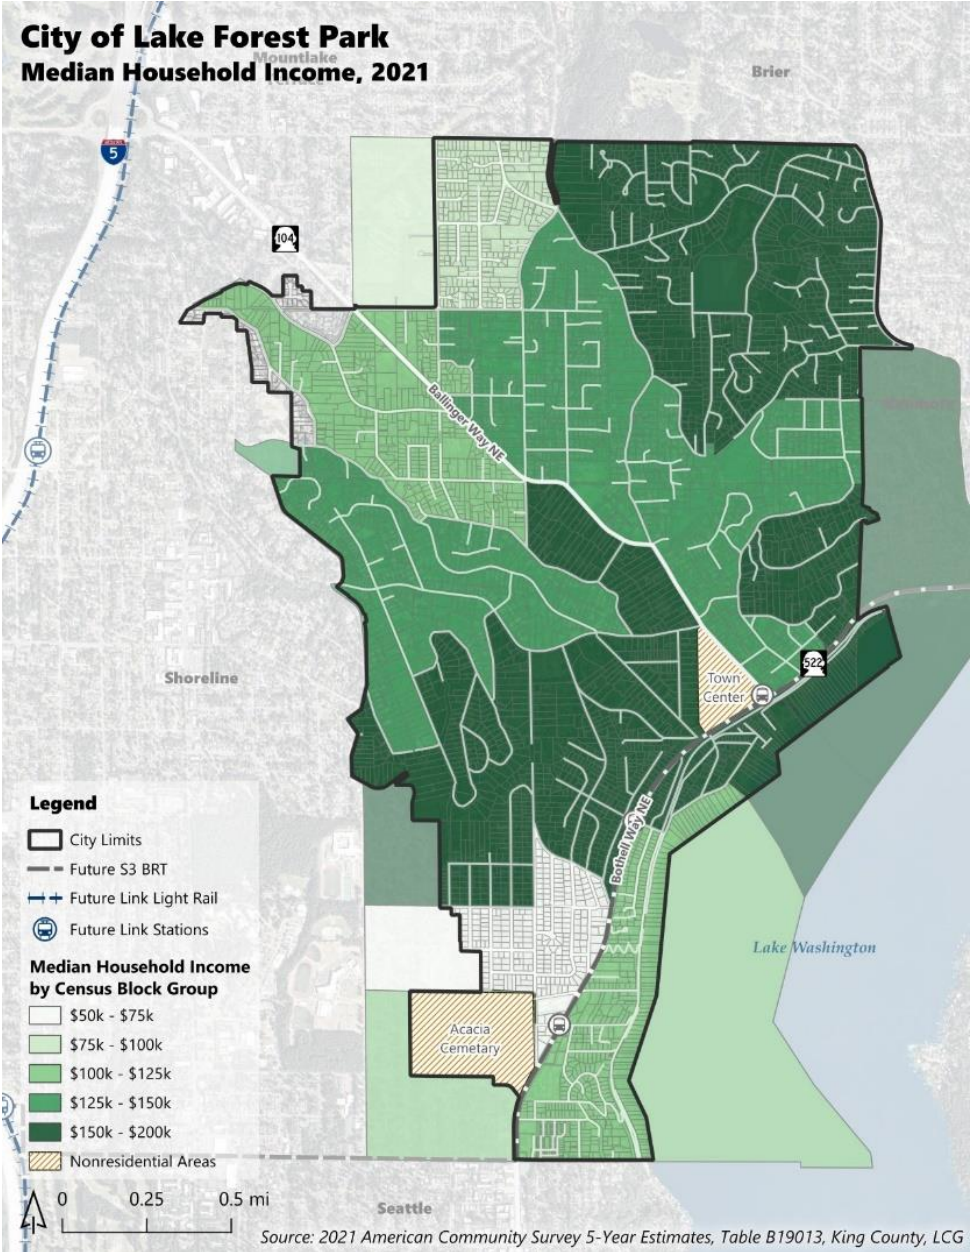 City of Lake Forest Park
Median Household Income, 2021
Mountlake
Terrace
Brier
5
104
Ballinger Way NE
Shoreline
Town
Center
522
Bothell Way NE
Lake Washington
Acacia
Cemetary
Legend
City Limits
Future S3 BRT
Future Link Light Rail
Future Link Stations
Median Household Income
by Census Block Group
$50k - $75k
$75k - $100k
$100k - $125k
$125k - $150k
$150k - $200k
Nonresidential Areas
0 0.25 0.5 mi
Seattle
Source: 2021 American Community Survey 5-Year Estimates, Table B19013, King County, LCG